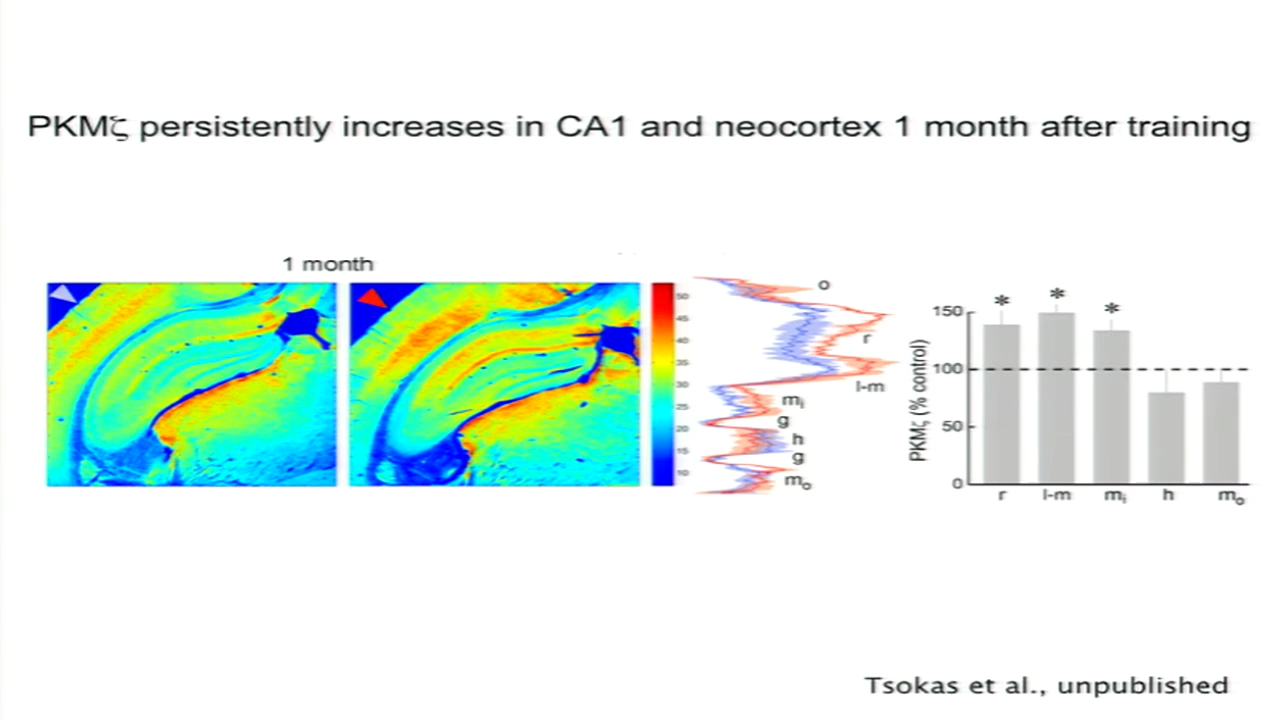 PKMζ persistently increases in CA1 and neocortex 1 month after training
1 month
50
45
40
35
30
25
20
15
10
o
r
l-m
mi
g
h
g
mo
PKMζ (% control)
150
100
50
0
* * *
r l-m mi h mo
Tsokas et al., unpublished